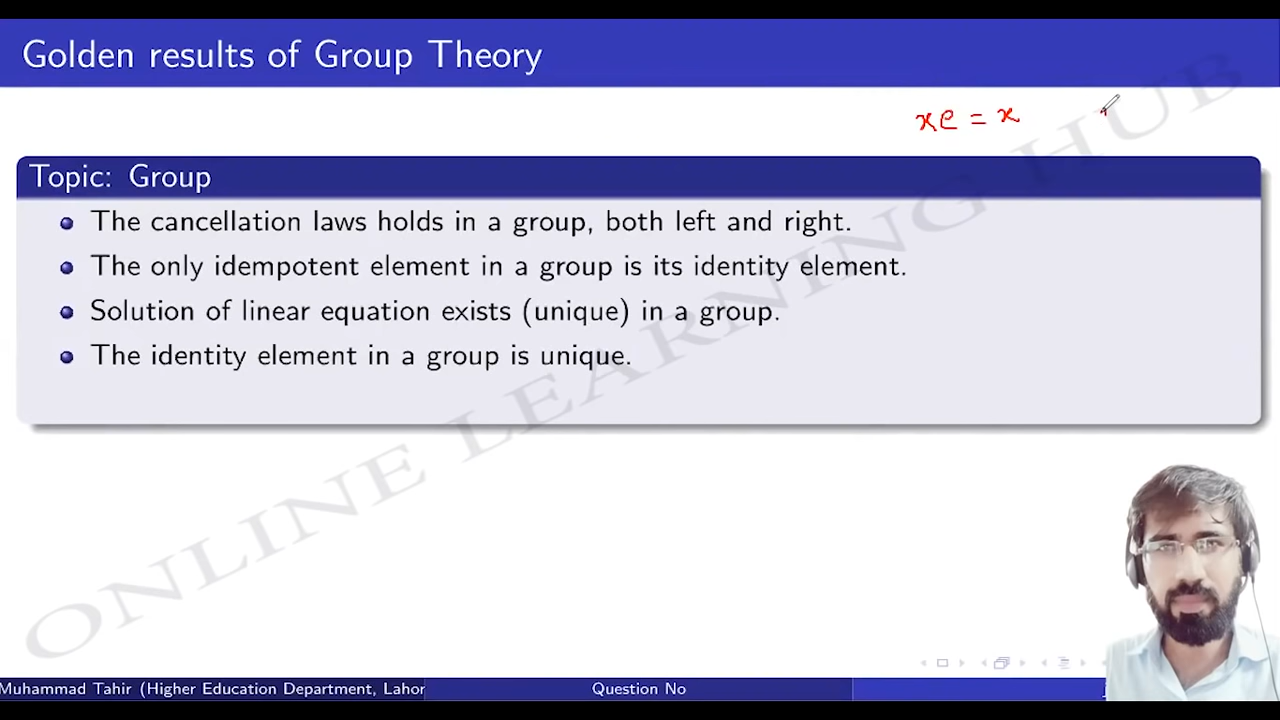 Golden results of Group Theory
xe = x
Topic: Group
The cancellation laws holds in a group, both left and right.
The only idempotent element in a group is its identity element.
Solution of linear equation exists (unique) in a group.
The identity element in a group is unique.
ONLINE LEARNING HUB
Muhammad Tahir (Higher Education Department, Lahor
Question No